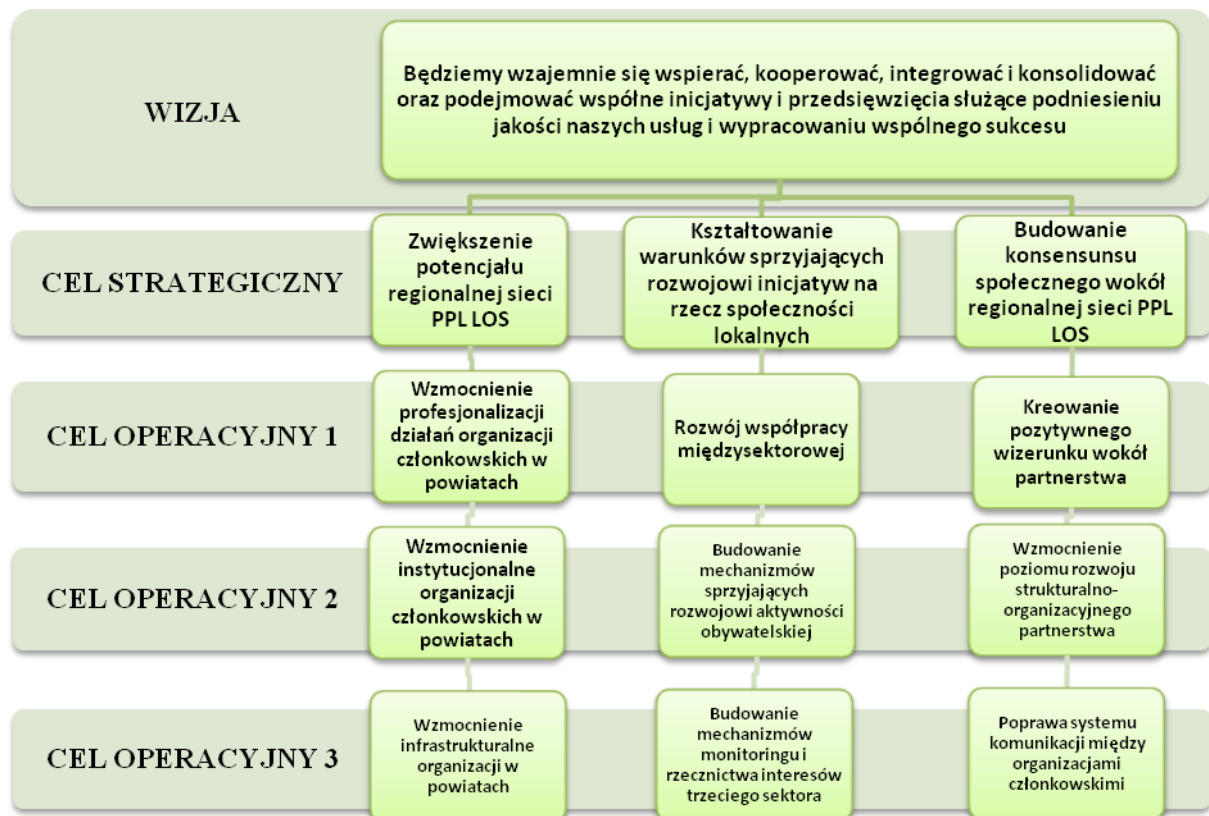 WIZJA
Będziemy wzajemnie się wspierać, kooperować, integrować i konsolidować
oraz podejmować wspólne inicjatywy i przedsięwzięcia służące podniesieniu
jakości naszych usług i wypracowaniu wspólnego sukcesu
CEL STRATEGICZNY
Zwiększenie
potencjału
regionalnej sieci
PPL LOS
Kształtowanie
warunków sprzyjających
rozwojowi inicjatyw na
rzecz społeczności
lokalnych
Budowanie
konsensunsu
społecznego wokół
regionalnej sieci PPL
LOS
CEL OPERACYJNY 1
Wzmocnienie
profesjonalizacji
działań organizacji
członkowskich w
powiatach
Rozwój współpracy
międzysektorowej
Kreowanie
pozytywnego
wizerunku wokół
partnerstwa
CEL OPERACYJNY 2
Wzmocnienie
instytucjonalne
organizacji
członkowskich w
powiatach
Budowanie
mechanizmów
sprzyjających
rozwojowi aktywności
obywatelskiej
Wzmocnienie
poziomu rozwoju
strukturalno-
organizacyjnego
partnerstwa
CEL OPERACYJNY 3
Wzmocnienie
infrastrukturalne
organizacji w
powiatach
Budowanie
mechanizmów
monitoringu i
rzecznictwa interesów
trzeciego sektora
Poprawa systemu
komunikacji między
organizacjami
członkowskimi